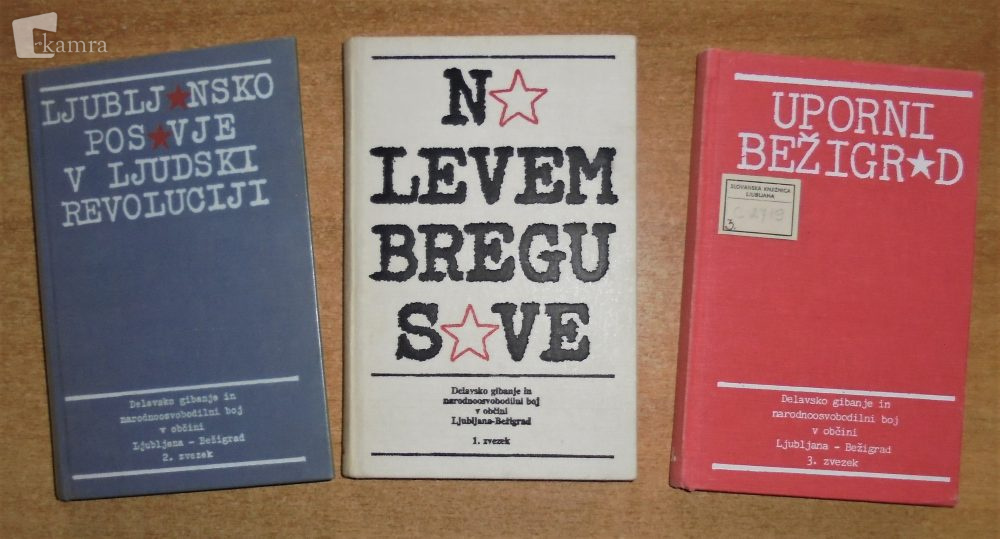 kamra
LJUBLJ★NSKO
POS★VJE
V LJUDSKI
REVOLUCIJI
Delavsko gibanje in
narodnoosvobodilni boj
v občini
Ljubljana - Bežigrad
2. zvezek
N☆
LEVEM
BREGU
S☆VE
Delavsko gibanje in
narodnoosvobodilni boj
v občini
Ljubljana-Bežigrad
1. zvezek
UPORNI
BEŽIGR★D
SLOVANSKA KNJIŽNICA
LJUBLJANA
C 2719
3.
Delavsko gibanje in
narodnoosvobodilni boj
v občini
Ljubljana - Bežigrad
3. zvezek